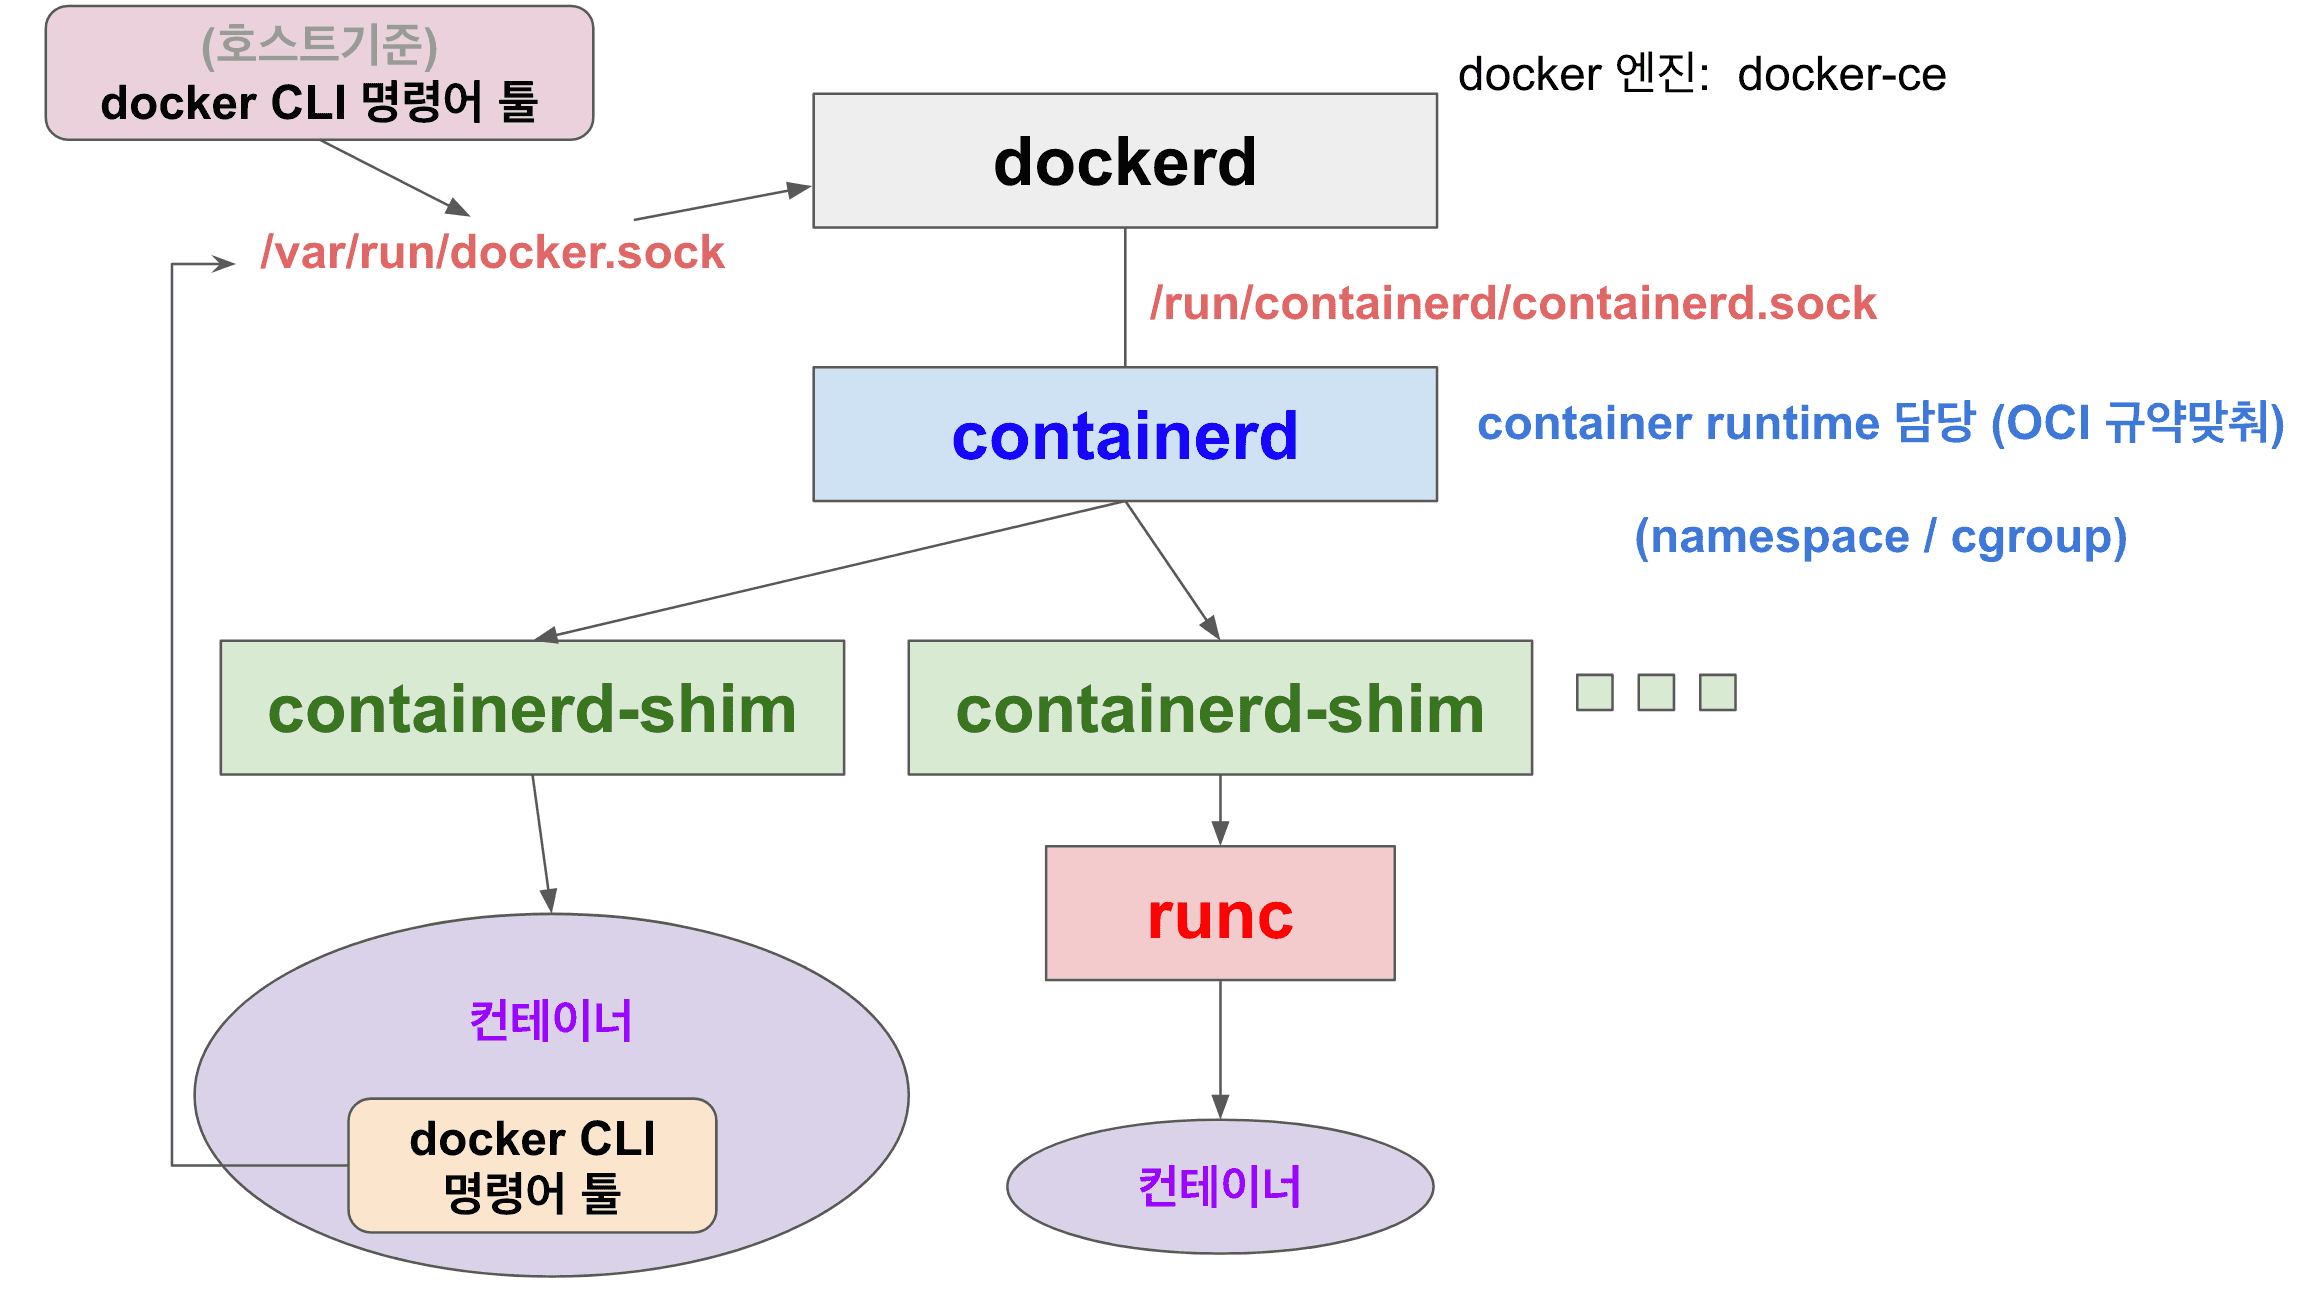 (호스트기준)
docker CLI 명령어 툴
docker 엔진: docker-ce
dockerd
/var/run/docker.sock
/run/containerd/containerd.sock
containerd
container runtime 담당 (OCI 규약맞춰)
(namespace / cgroup)
containerd-shim
containerd-shim
runc
컨테이너
docker CLI
명령어 툴
컨테이너